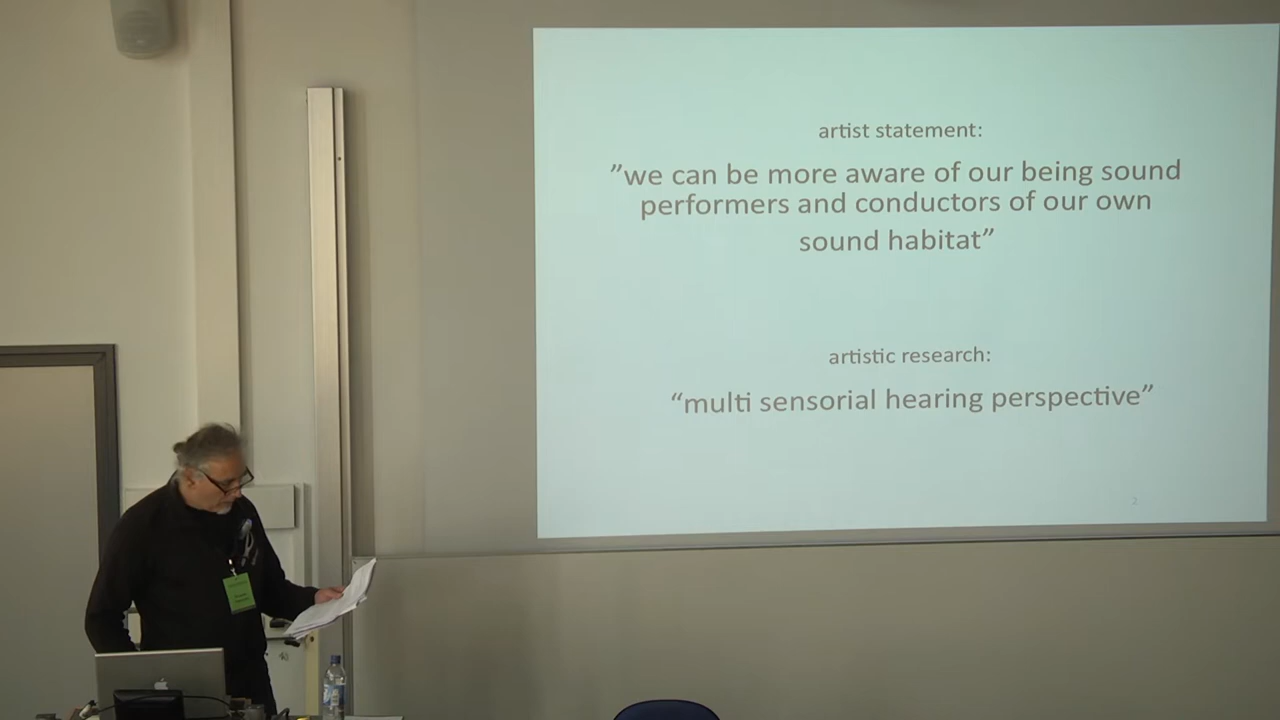 artist statement:
”we can be more aware of our being sound
performers and conductors of our own
sound habitat”
artistic research:
“multi sensorial hearing perspective”
2